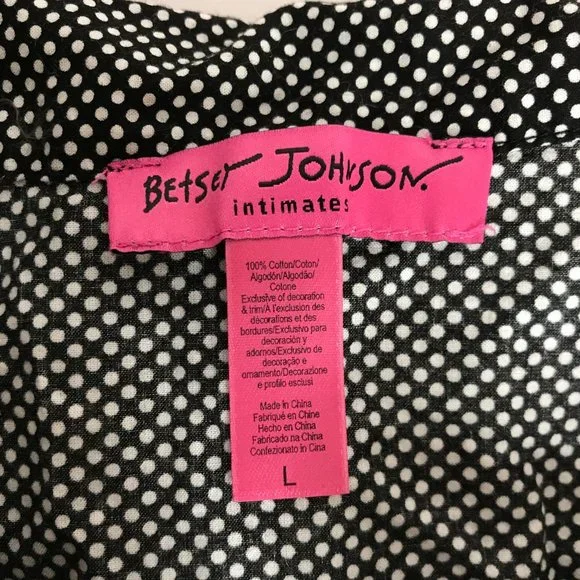 BETSEY JOHNSON.
intimates
100% Cotton/Coton/
Algodón/Algodão/
Cotone
Exclusive of decoration
& trim/A l'exclusion des
décorations et des
bordures/Exclusivo para
decoración y
adornos/Exclusivo de
decoração e
ornamento/Decorazione
e profilo esclusi
Made in China
Fabriqué en Chine
Hecho en China
Fabricado na China
Confezionato in Cina
L